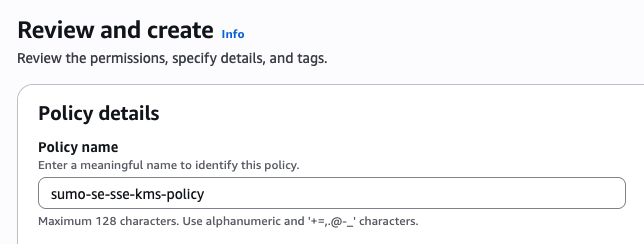 Review and create Info
Review the permissions, specify details, and tags.
Policy details
Policy name
Enter a meaningful name to identify this policy.
sumo-se-sse-kms-policy
Maximum 128 characters. Use alphanumeric and '+=,.@-_' characters.